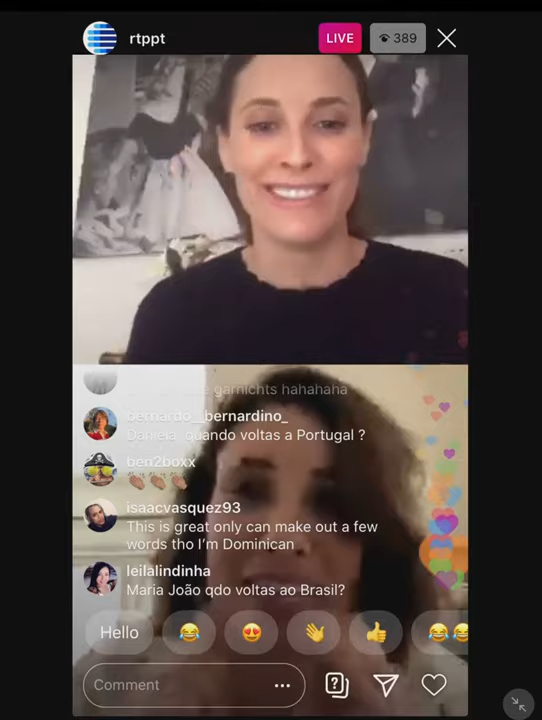 rtppt
LIVE
389
garnichts hahahaha
bernardo__bernardino_
Daniela quando voltas a Portugal ?
ben2boxx
isaacvasquez93
This is great only can make out a few
words tho I'm Dominican
leilalindinha
Maria João qdo voltas ao Brasil?
Hello
Comment